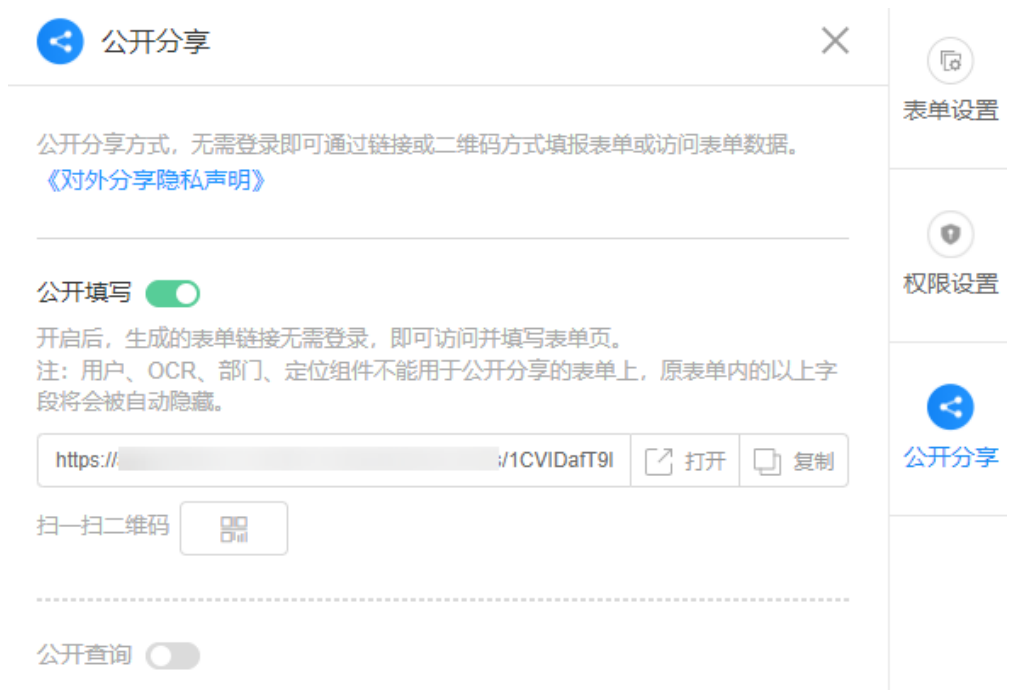 公开分享
公开分享方式，无需登录即可通过链接或二维码方式填报表单或访问表单数据。
《对外分享隐私声明》
公开填写
开启后，生成的表单链接无需登录，即可访问并填写表单页。
注：用户、OCR、部门、定位组件不能用于公开分享的表单上，原表单内的以上字
段将会被自动隐藏。
https:// s/1CVIDafT9I 打开 复制
扫一扫二维码
公开查询
表单设置
权限设置
公开分享